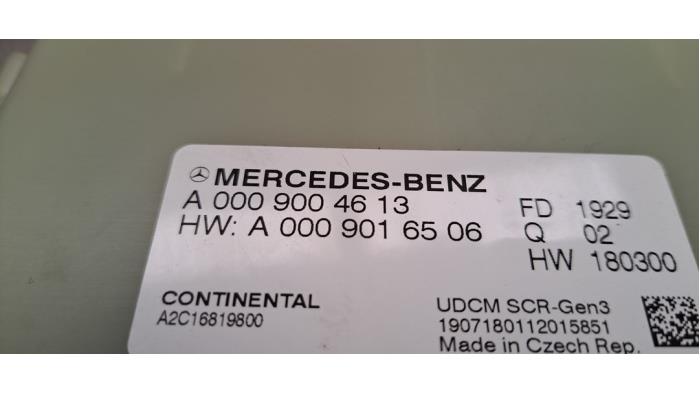 MERCEDES-BENZ
A 000 900 46 13
HW: A 000 901 65 06
FD 1929
Q 02
HW 180300
CONTINENTAL
A2C16819800
UDCM SCR-Gen3
1907180112015851
Made in Czech Rep.